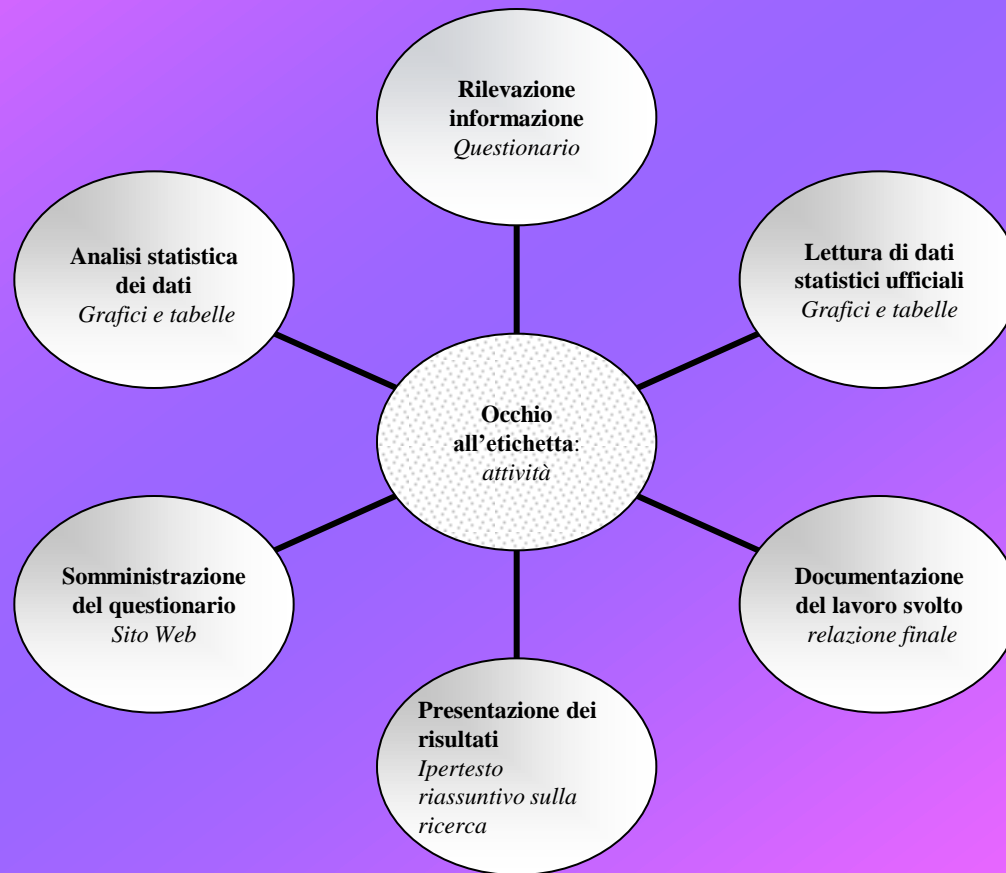 Rilevazione
informazione
Questionario
Analisi statistica
dei dati
Grafici e tabelle
Lettura di dati
statistici ufficiali
Grafici e tabelle
Occhio
all’etichetta:
attività
Somministrazione
del questionario
Sito Web
Documentazione
del lavoro svolto
relazione finale
Presentazione dei
risultati
Ipertesto
riassuntivo sulla
ricerca